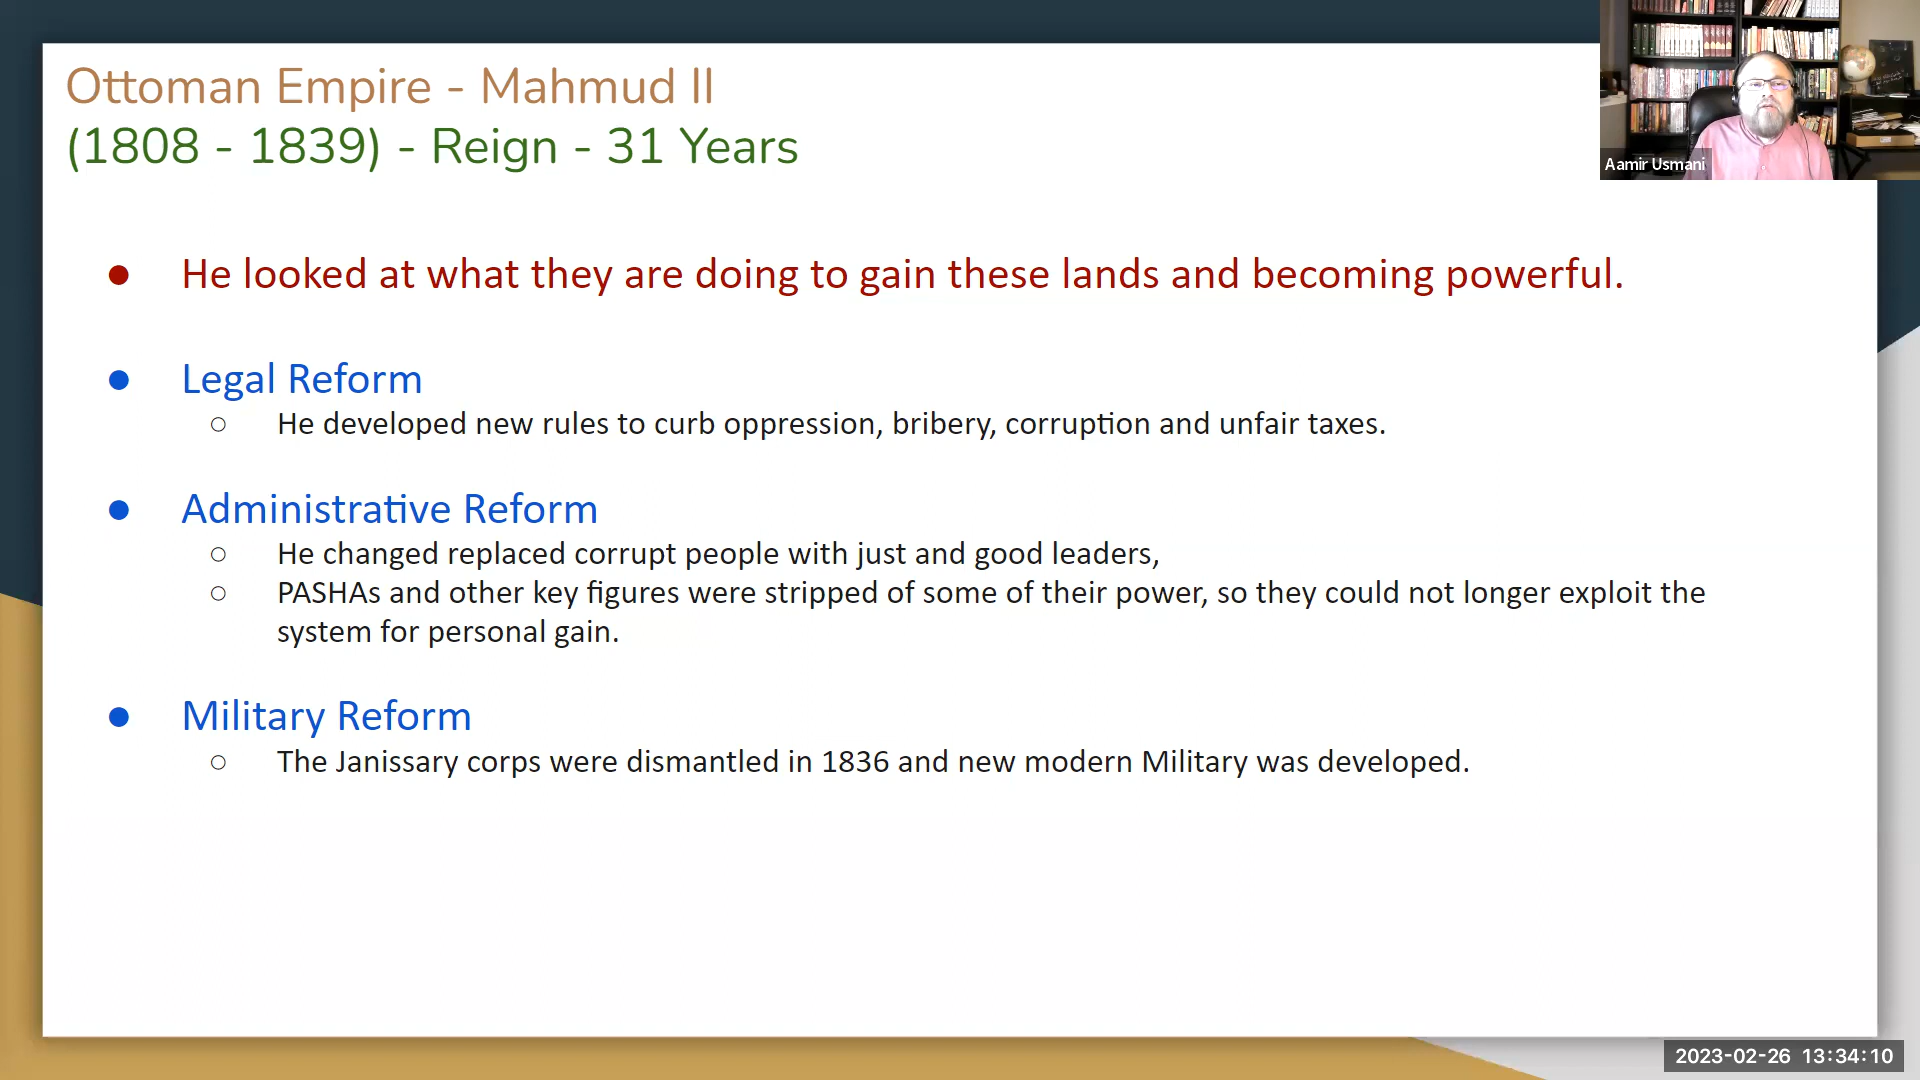 Ottoman Empire - Mahmud II
(1808 - 1839) - Reign - 31 Years
Aamir Usmani
● He looked at what they are doing to gain these lands and becoming powerful.
● Legal Reform
○ He developed new rules to curb oppression, bribery, corruption and unfair taxes.
● Administrative Reform
○ He changed replaced corrupt people with just and good leaders,
○ PASHAs and other key figures were stripped of some of their power, so they could not longer exploit the
system for personal gain.
● Military Reform
○ The Janissary corps were dismantled in 1836 and new modern Military was developed.
2023-02-26 13:34:10